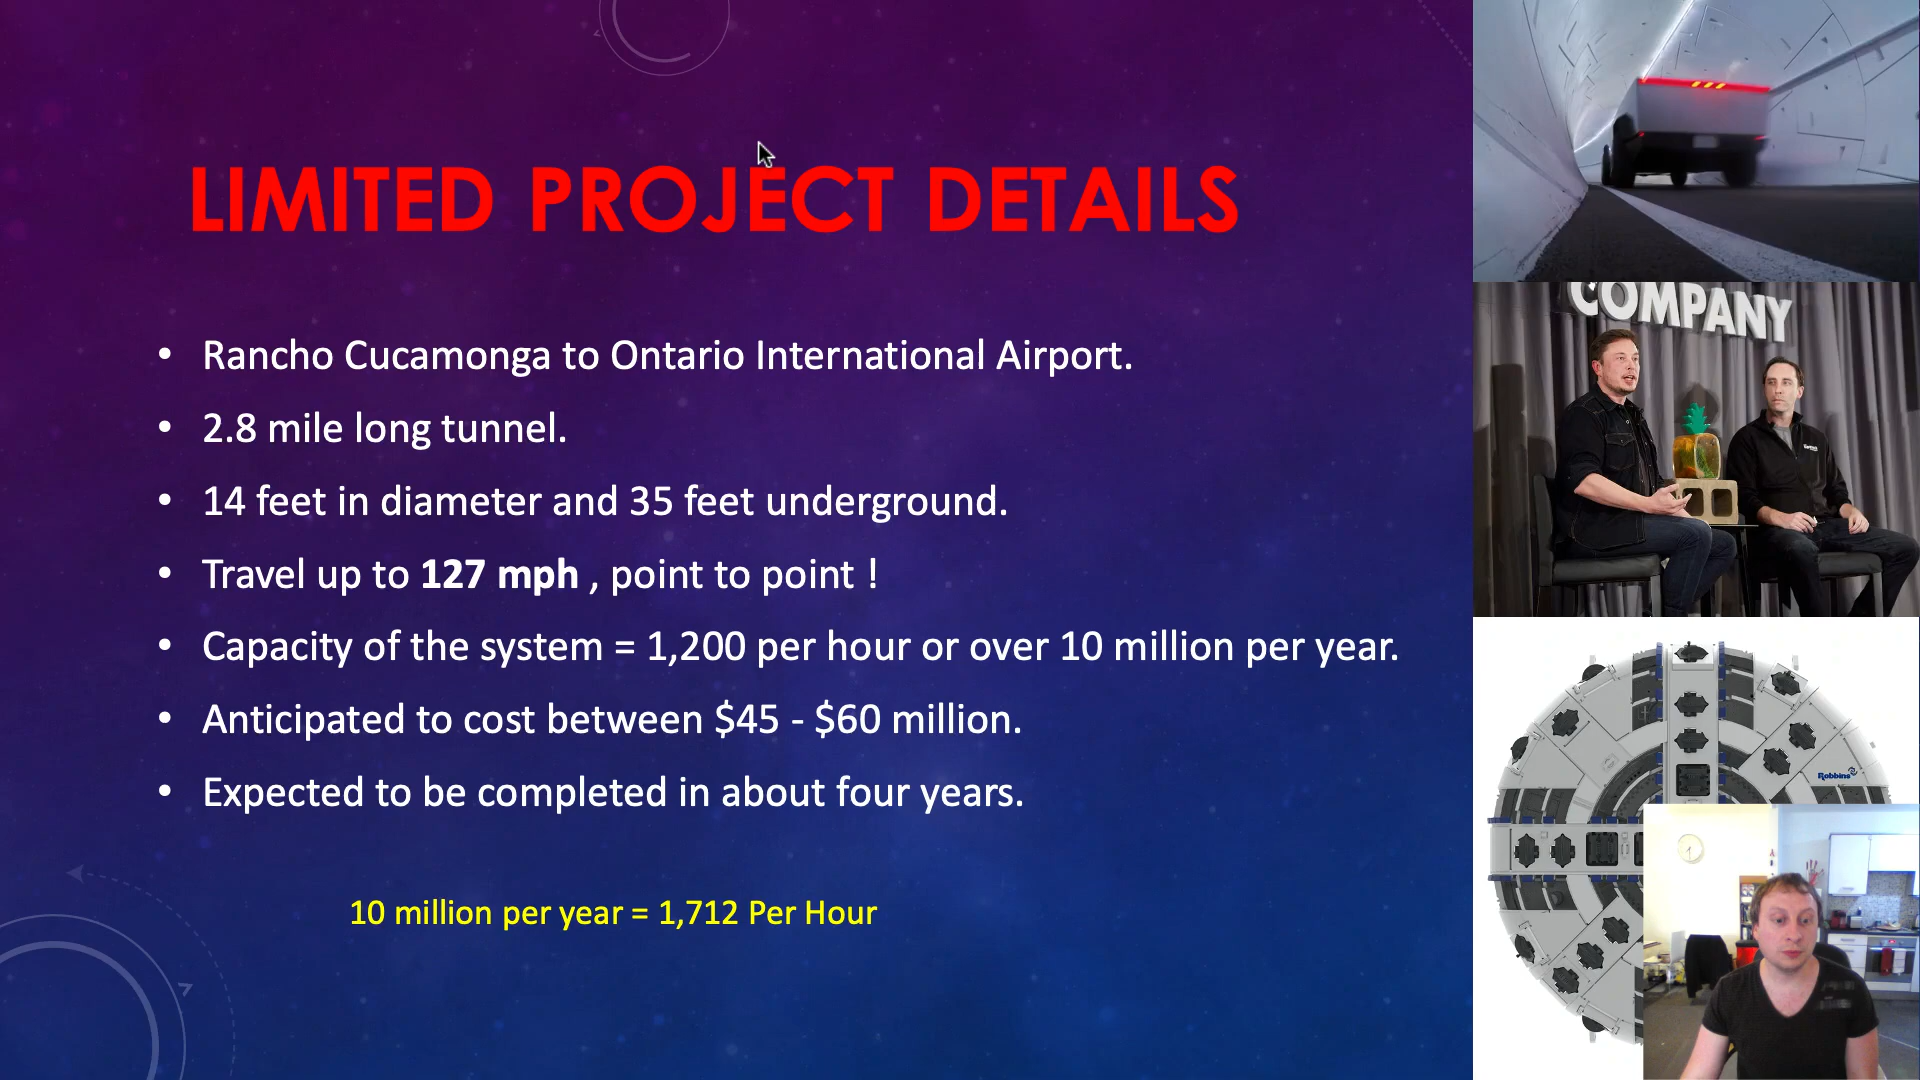 LIMITED PROJECT DETAILS
• Rancho Cucamonga to Ontario International Airport.
• 2.8 mile long tunnel.
• 14 feet in diameter and 35 feet underground.
• Travel up to 127 mph , point to point !
• Capacity of the system = 1,200 per hour or over 10 million per year.
• Anticipated to cost between $45 - $60 million.
• Expected to be completed in about four years.
10 million per year = 1,712 Per Hour
COMPANY
Robbins